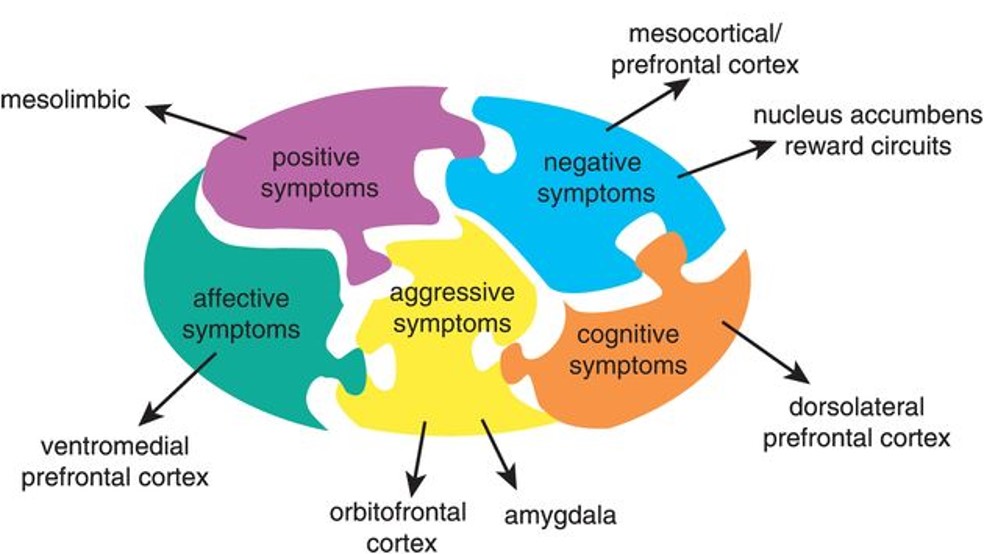 mesocortical/
prefrontal cortex
mesolimbic
nucleus accumbens
reward circuits
positive
symptoms
negative
symptoms
affective
symptoms
aggressive
symptoms
cognitive
symptoms
dorsolateral
prefrontal cortex
ventromedial
prefrontal cortex
orbitofrontal
cortex
amygdala